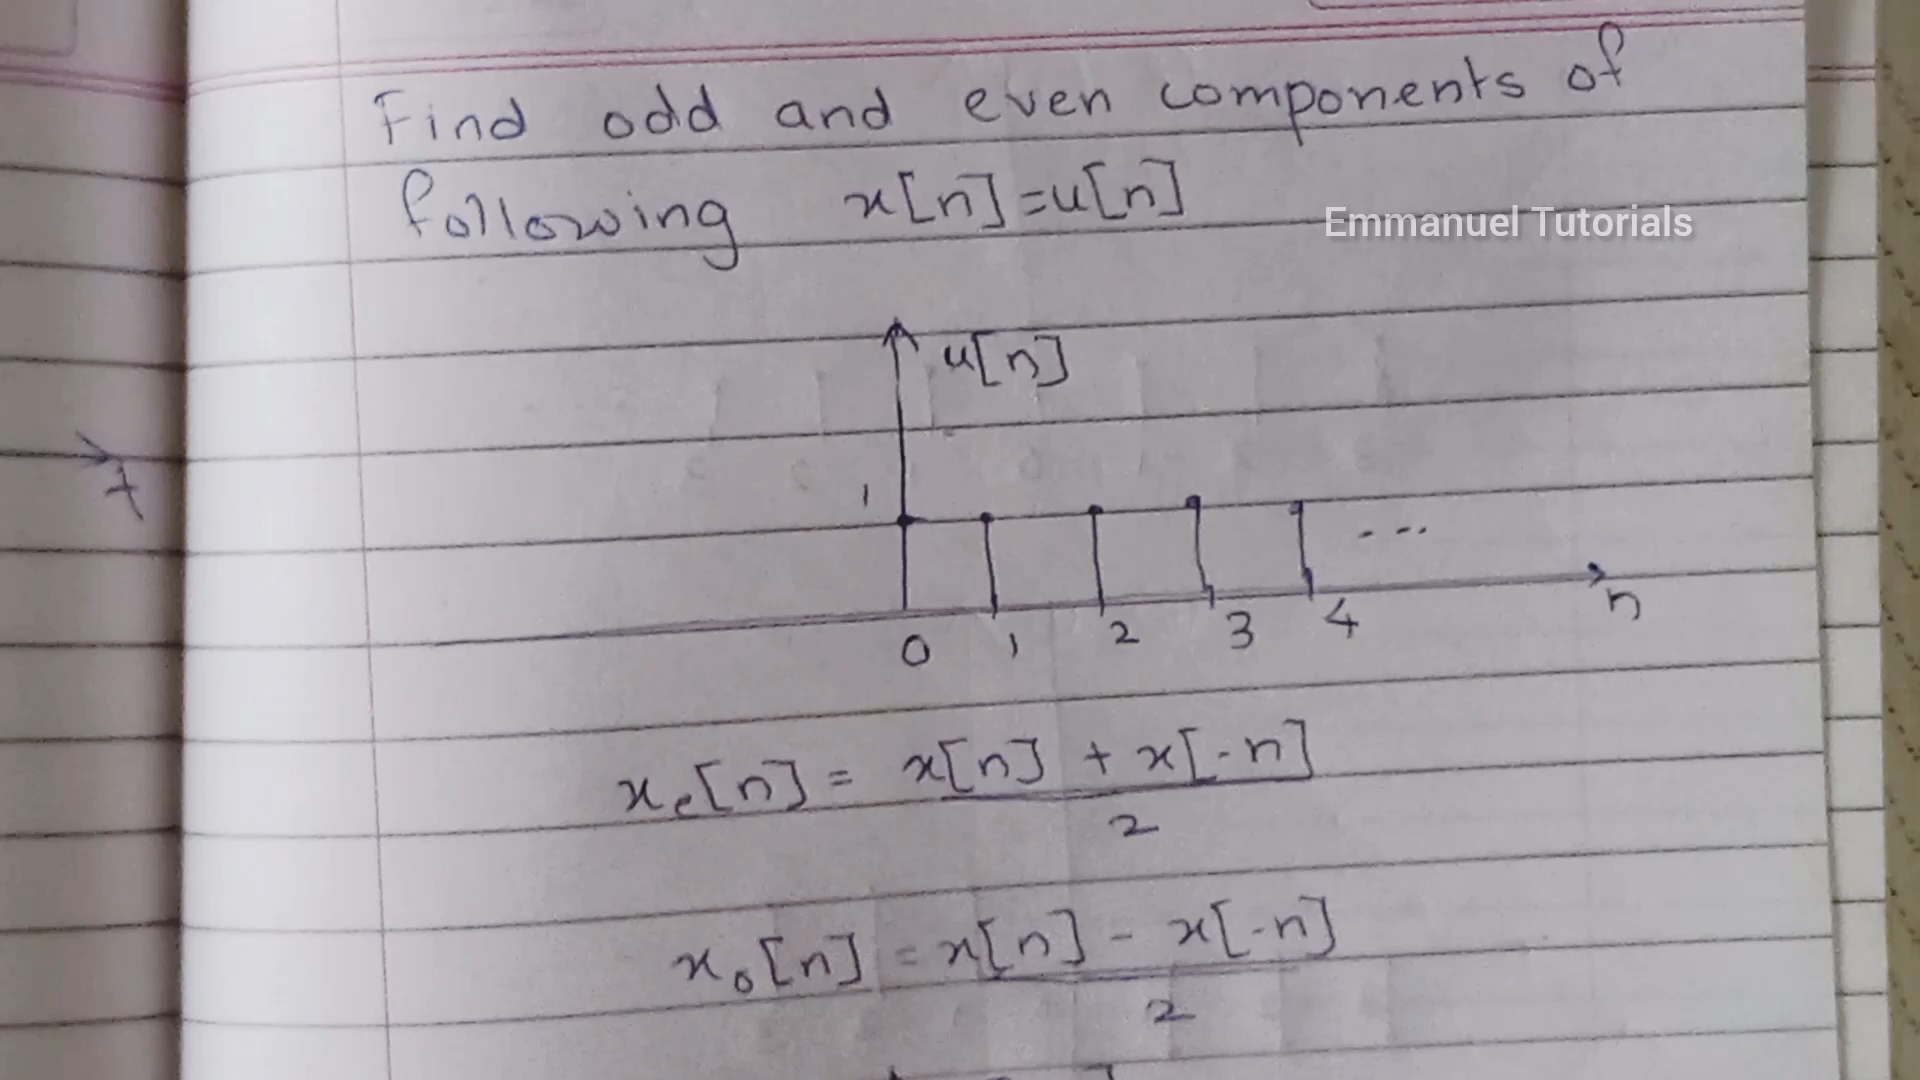 Find odd and even components of
following x[n]=u[n]
Emmanuel Tutorials
u[n]
1
t
0 1 2 3 4 ... n
xe[n] = x[n] + x[-n]
2
xo[n] = x[n] - x[-n]
2